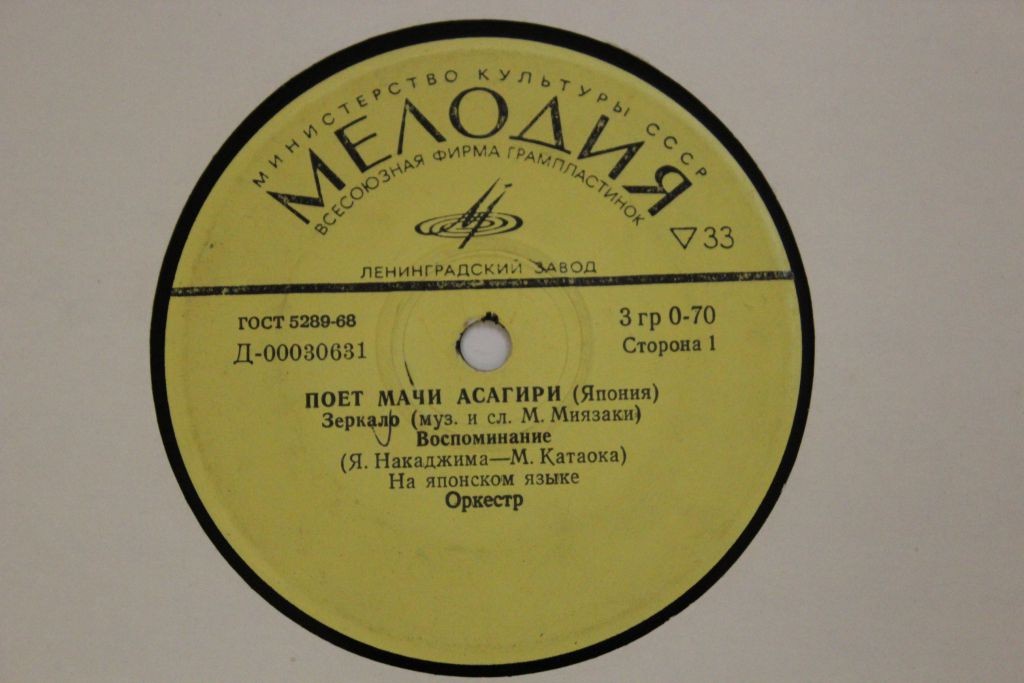 МИНИСТЕРСТВО КУЛЬТУРЫ СССР
МЕЛОДИЯ
ВСЕСОЮЗНАЯ ФИРМА ГРАМПЛАСТИНОК
▽33
ЛЕНИНГРАДСКИЙ ЗАВОД
ГОСТ 5289-68
3 гр 0-70
Д-00030631
Сторона 1
ПОЕТ МАЧИ АСАГИРИ (Япония)
Зеркало (муз. и сл. М. Миязаки)
Воспоминание
(Я. Накаджима—М. Катаока)
На японском языке
Оркестр